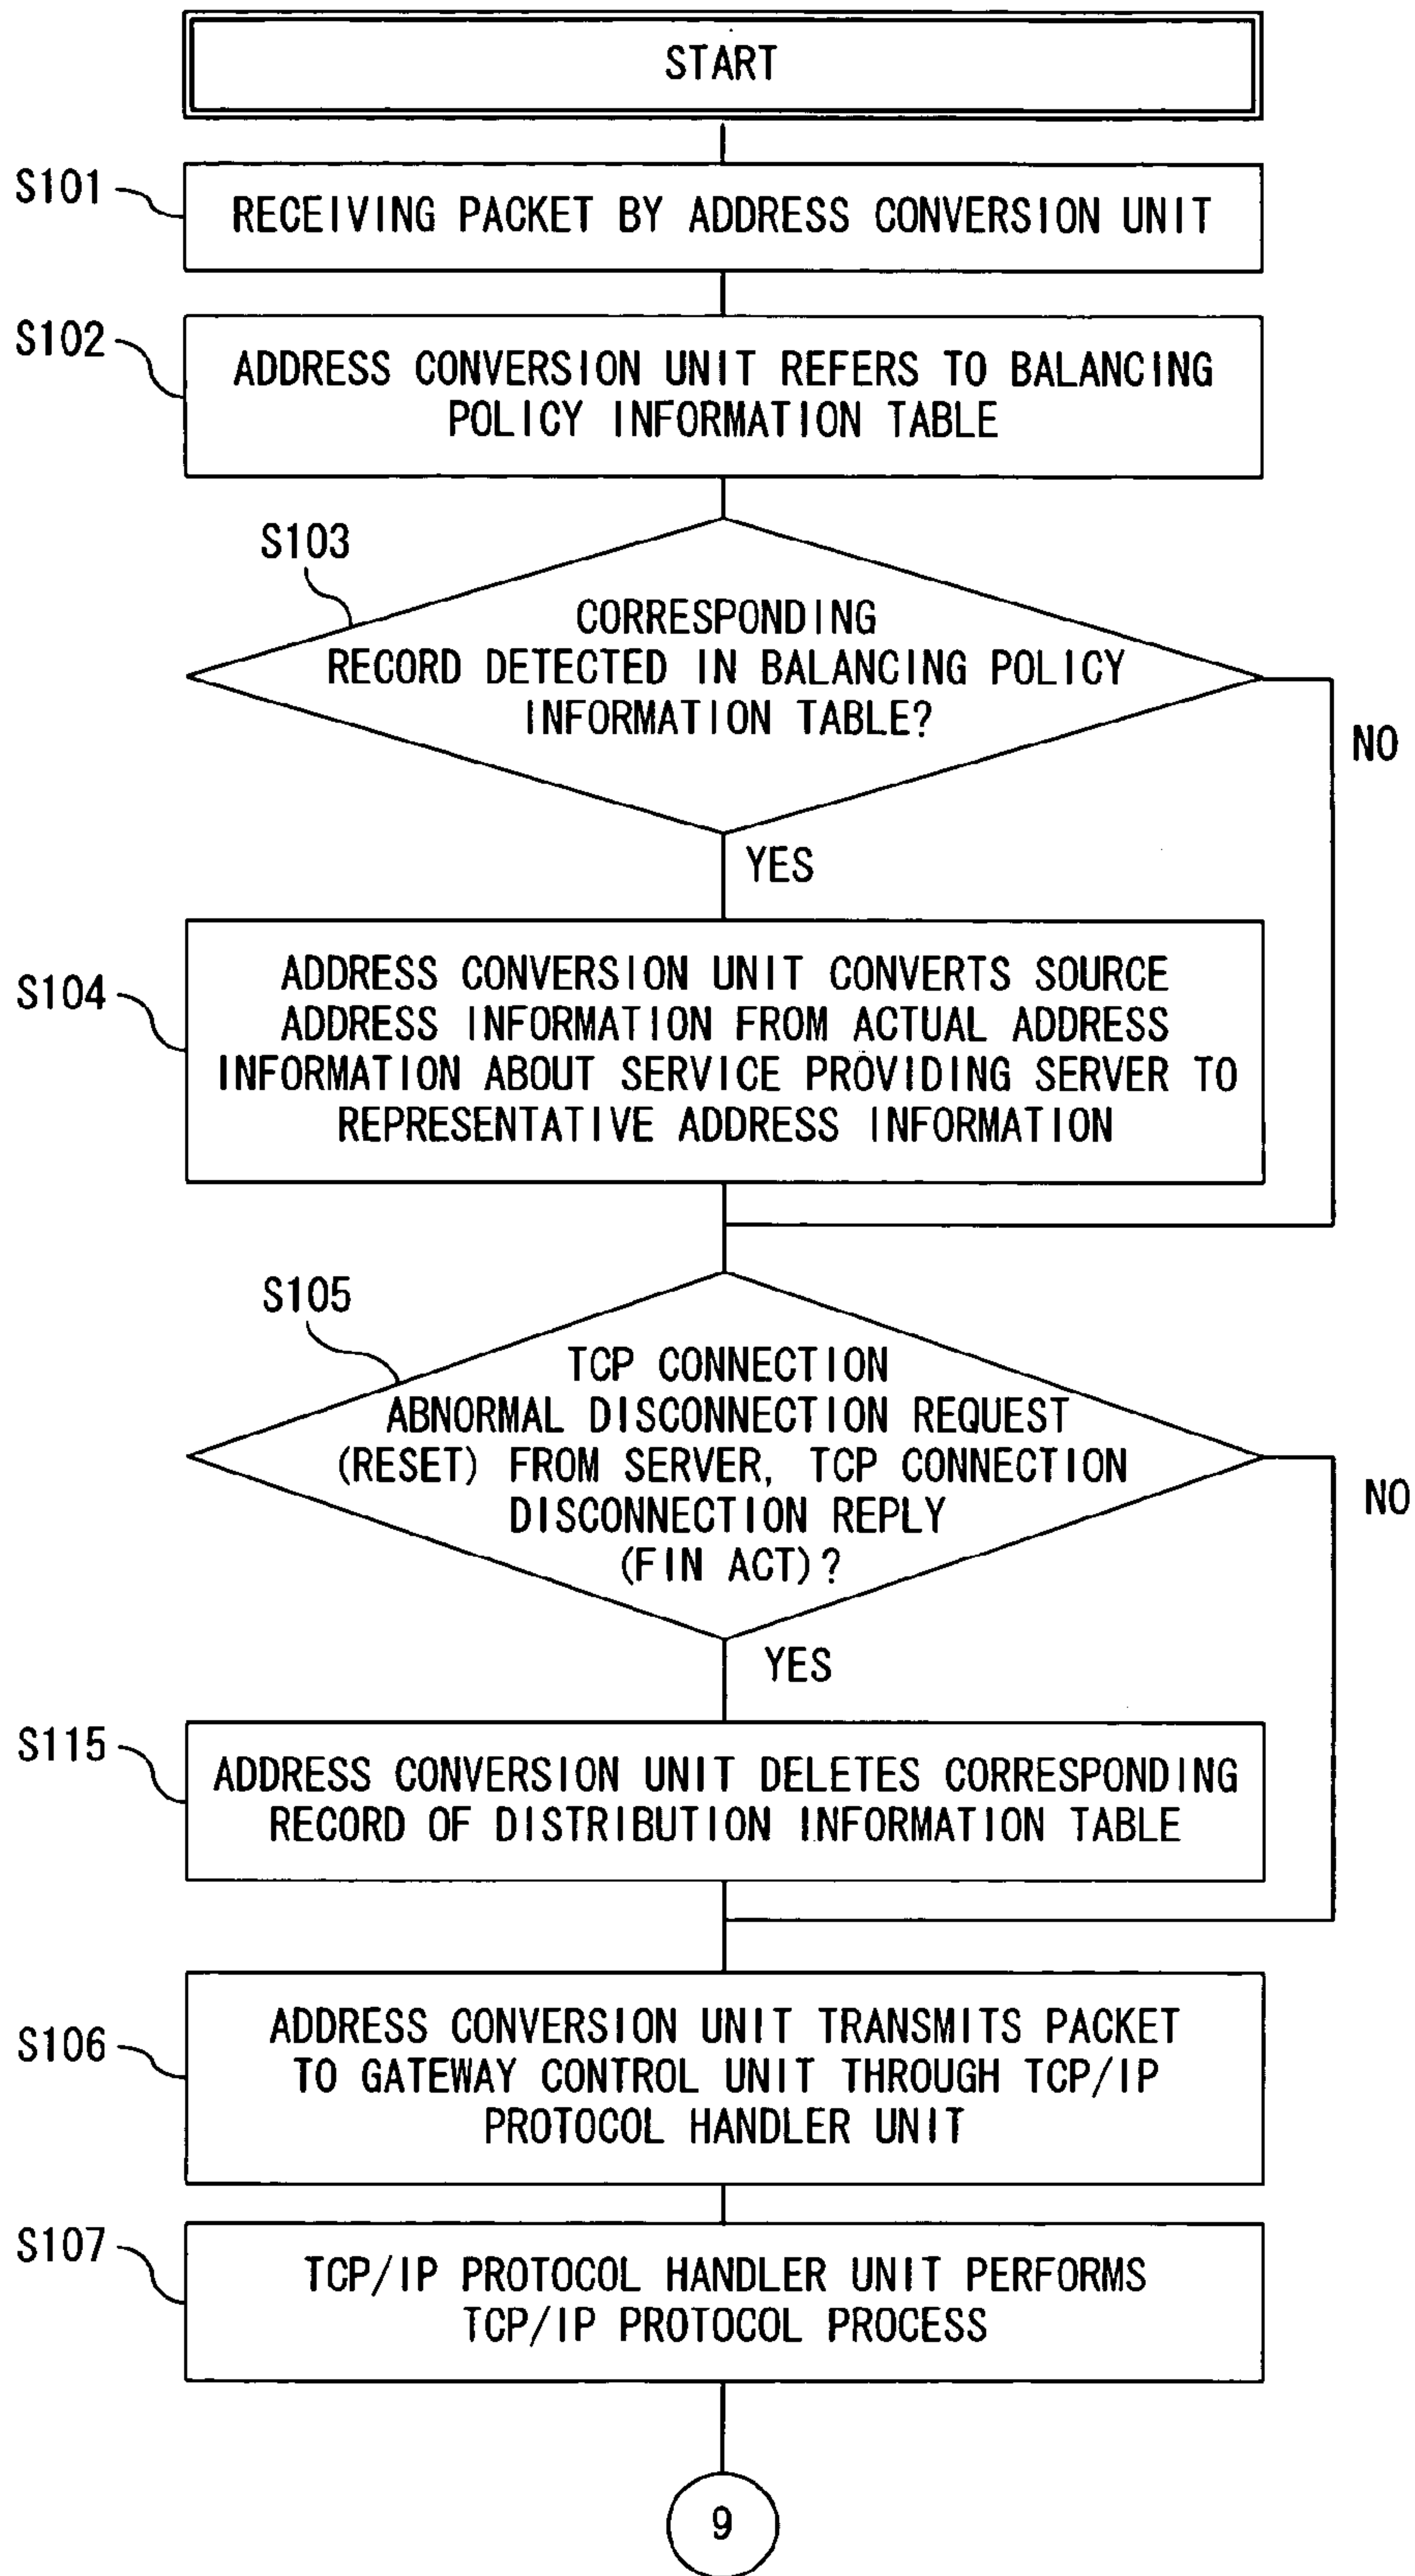 START
S101
RECEIVING PACKET BY ADDRESS CONVERSION UNIT
S102
ADDRESS CONVERSION UNIT REFERS TO BALANCING
POLICY INFORMATION TABLE
S103
CORRESPONDING
RECORD DETECTED IN BALANCING POLICY
INFORMATION TABLE?
NO
YES
S104
ADDRESS CONVERSION UNIT CONVERTS SOURCE
ADDRESS INFORMATION FROM ACTUAL ADDRESS
INFORMATION ABOUT SERVICE PROVIDING SERVER TO
REPRESENTATIVE ADDRESS INFORMATION
S105
TCP CONNECTION
ABNORMAL DISCONNECTION REQUEST
(RESET) FROM SERVER, TCP CONNECTION
DISCONNECTION REPLY
(FIN ACT)?
NO
YES
S115
ADDRESS CONVERSION UNIT DELETES CORRESPONDING
RECORD OF DISTRIBUTION INFORMATION TABLE
S106
ADDRESS CONVERSION UNIT TRANSMITS PACKET
TO GATEWAY CONTROL UNIT THROUGH TCP/IP
PROTOCOL HANDLER UNIT
S107
TCP/IP PROTOCOL HANDLER UNIT PERFORMS
TCP/IP PROTOCOL PROCESS
9